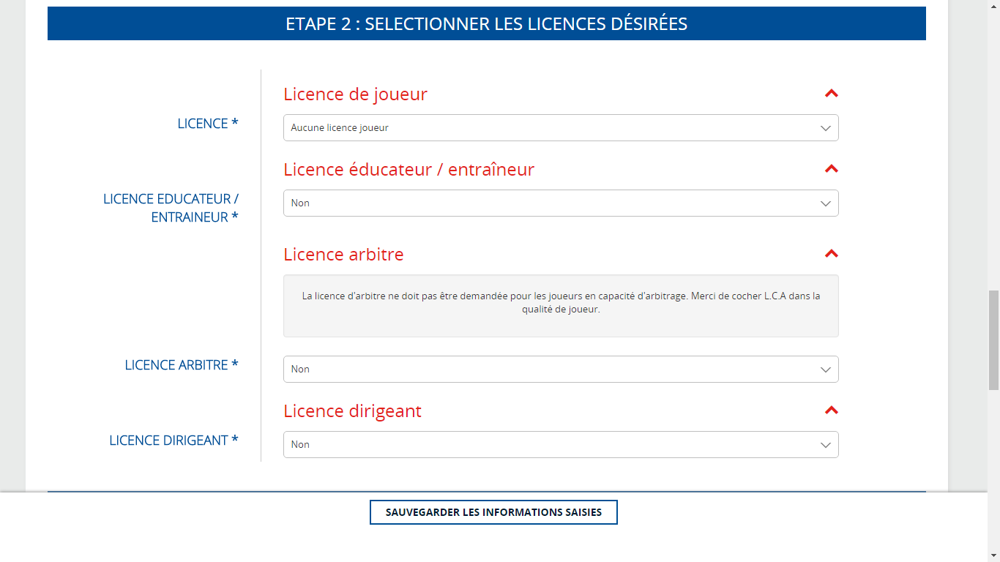 ETAPE 2 : SELECTIONNER LES LICENCES DÉSIRÉES
Licence de joueur
LICENCE *
Aucune licence joueur
Licence éducateur / entraîneur
LICENCE EDUCATEUR /
ENTRAINEUR *
Non
Licence arbitre
La licence d'arbitre ne doit pas être demandée pour les joueurs en capacité d'arbitrage. Merci de cocher L.C.A dans la
qualité de joueur.
LICENCE ARBITRE *
Non
Licence dirigeant
LICENCE DIRIGEANT *
Non
SAUVEGARDER LES INFORMATIONS SAISIES